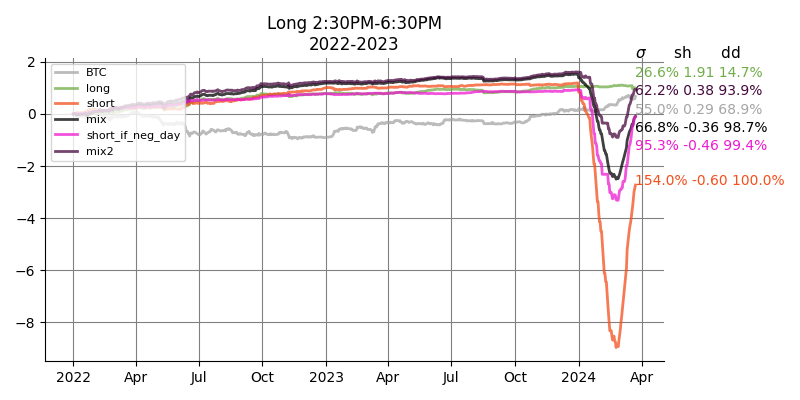 Long 2:30PM-6:30PM
2022-2023
σ sh dd
BTC
long
short
mix
short_if_neg_day
mix2
26.6% 1.91 14.7%
62.2% 0.38 93.9%
55.0% 0.29 68.9%
66.8% -0.36 98.7%
95.3% -0.46 99.4%
154.0% -0.60 100.0%
2
0
−2
−4
−6
−8
2022 Apr Jul Oct 2023 Apr Jul Oct 2024 Apr